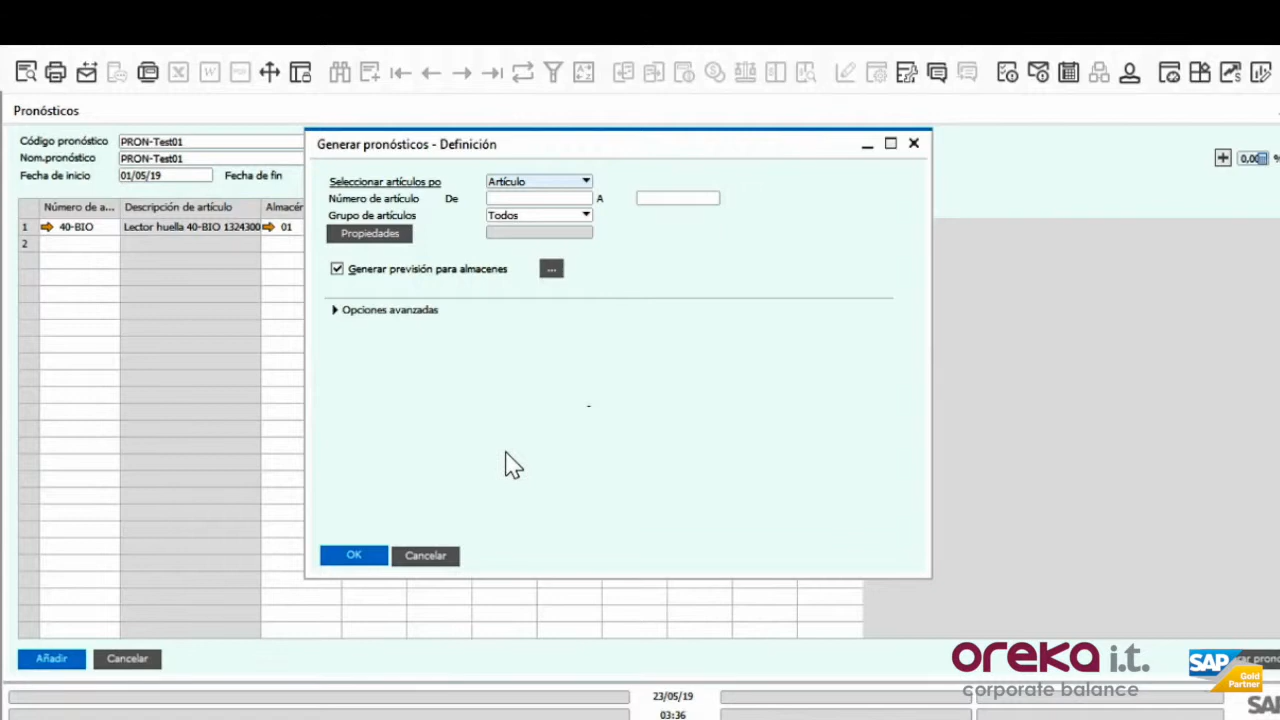 Pronósticos
Código pronóstico PRON-Test01
Nom.pronóstico PRON-Test01
Fecha de inicio 01/05/19 Fecha de fin
0,00 %
Número de a... Descripción de artículo Almacén
1 40-BIO Lector huella 40-BIO 1324300 01
2
Generar pronósticos - Definición
Seleccionar artículos po Artículo
Número de artículo De A
Grupo de artículos Todos
Propiedades
Generar previsión para almacenes ...
Opciones avanzadas
OK Cancelar
Añadir Cancelar
oreka i.t.
corporate balance
SAP
Gold
Partner
23/05/19
03:36